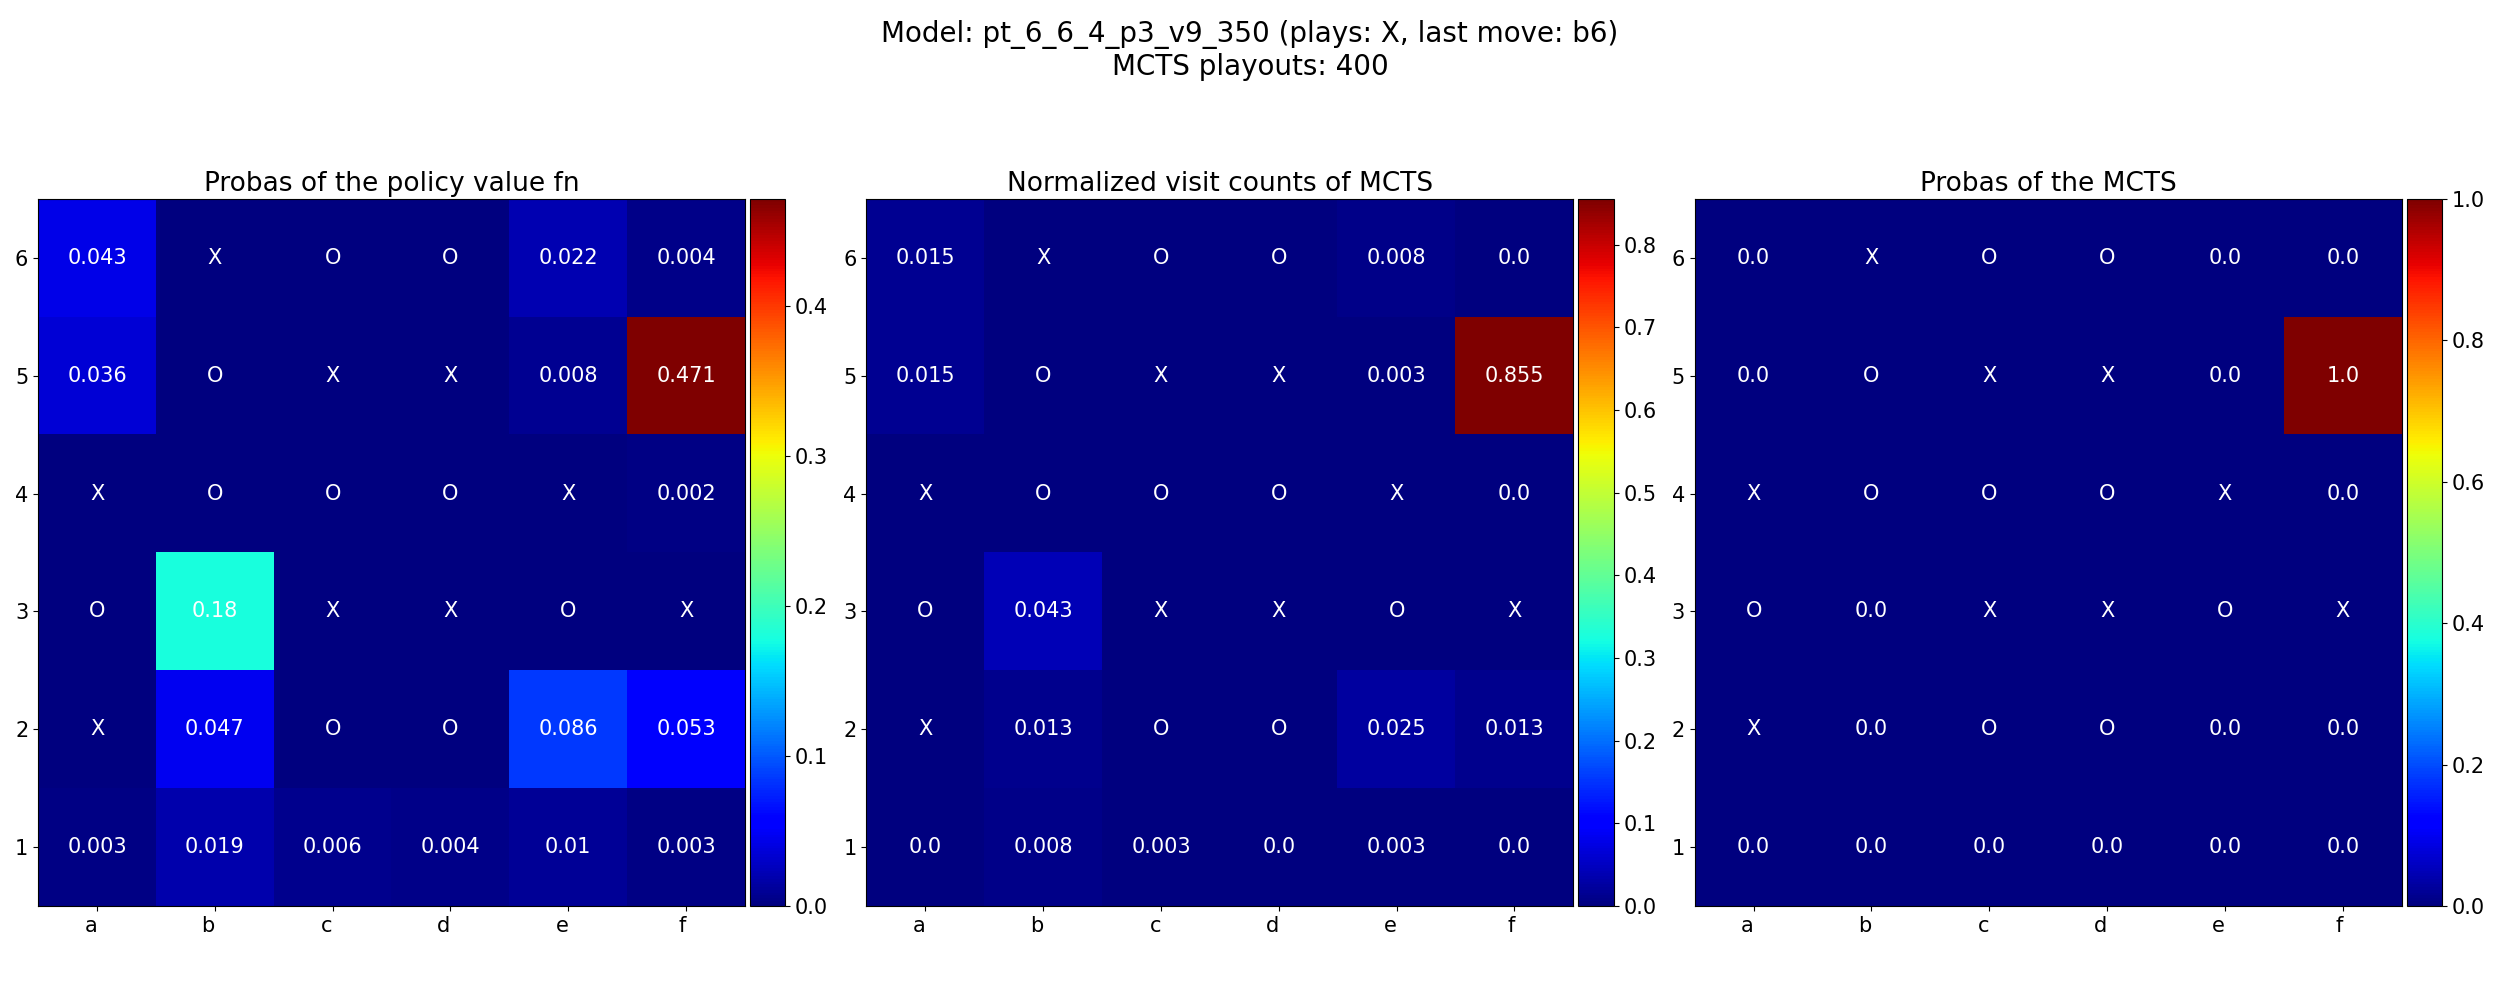 Model: pt_6_6_4_p3_v9_350 (plays: X, last move: b6)
MCTS playouts: 400
Probas of the policy value fn
6 0.043 X O O 0.022 0.004
5 0.036 O X X 0.008 0.471
4 X O O O X 0.002
3 O 0.18 X X O X
2 X 0.047 O O 0.086 0.053
1 0.003 0.019 0.006 0.004 0.01 0.003
a b c d e f
0.4
0.3
0.2
0.1
0.0
Normalized visit counts of MCTS
6 0.015 X O O 0.008 0.0
5 0.015 O X X 0.003 0.855
4 X O O O X 0.0
3 O 0.043 X X O X
2 X 0.013 O O 0.025 0.013
1 0.0 0.008 0.003 0.0 0.003 0.0
a b c d e f
0.8
0.7
0.6
0.5
0.4
0.3
0.2
0.1
0.0
Probas of the MCTS
6 0.0 X O O 0.0 0.0
5 0.0 O X X 0.0 1.0
4 X O O O X 0.0
3 O 0.0 X X O X
2 X 0.0 O O 0.0 0.0
1 0.0 0.0 0.0 0.0 0.0 0.0
a b c d e f
1.0
0.8
0.6
0.4
0.2
0.0